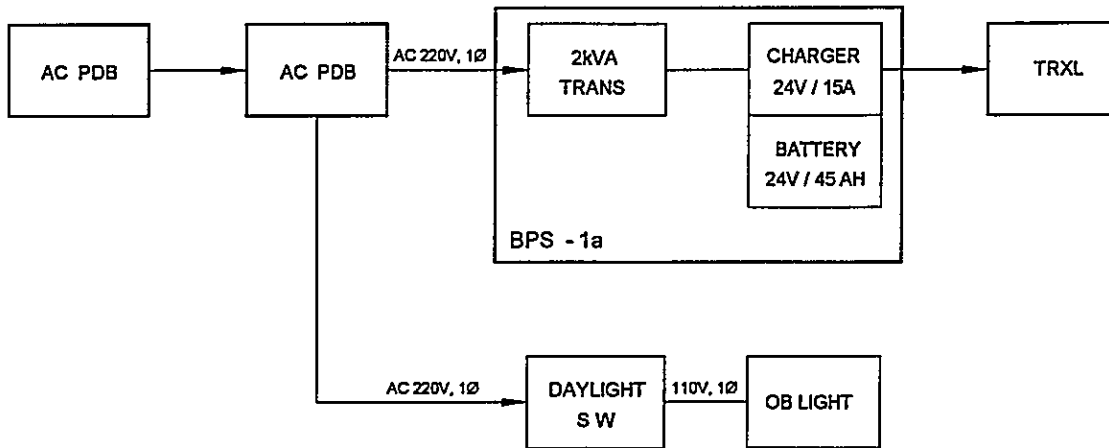 AC PDB
AC PDB
AC 220V, 1Ø
2kVA
TRANS
CHARGER
24V / 15A
TRXL
BATTERY
24V / 45 AH
BPS - 1a
AC 220V, 1Ø
DAYLIGHT
S W
110V, 1Ø
OB LIGHT